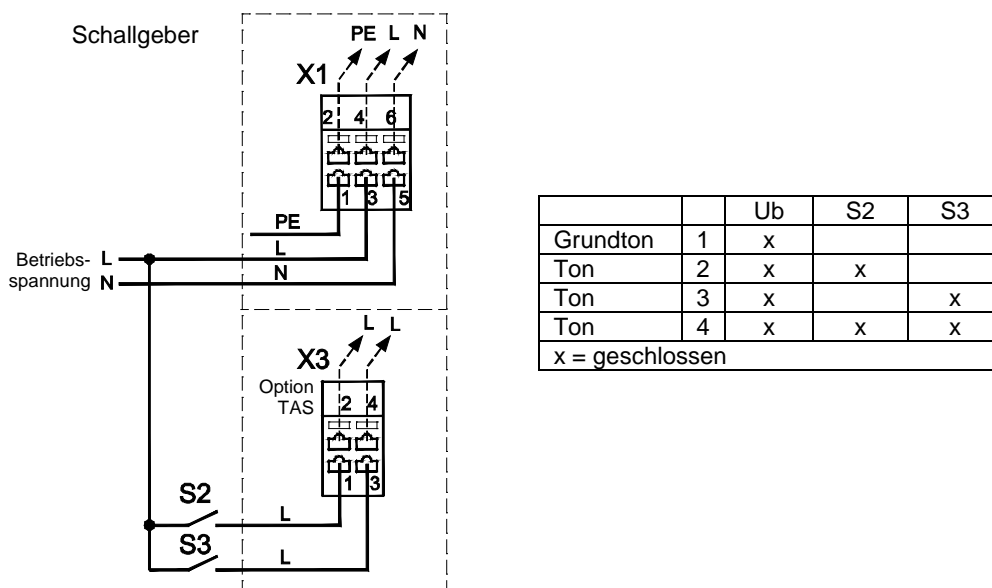 Schallgeber
PE L N
X1
2 4 6
1 3 5
PE
L
Betriebs- L
spannung N
N
L L
X3
Option
TAS
2 4
1 3
S2
L
S3
L
Ub S2 S3
Grundton 1 x
Ton 2 x x
Ton 3 x x
Ton 4 x x x
x = geschlossen